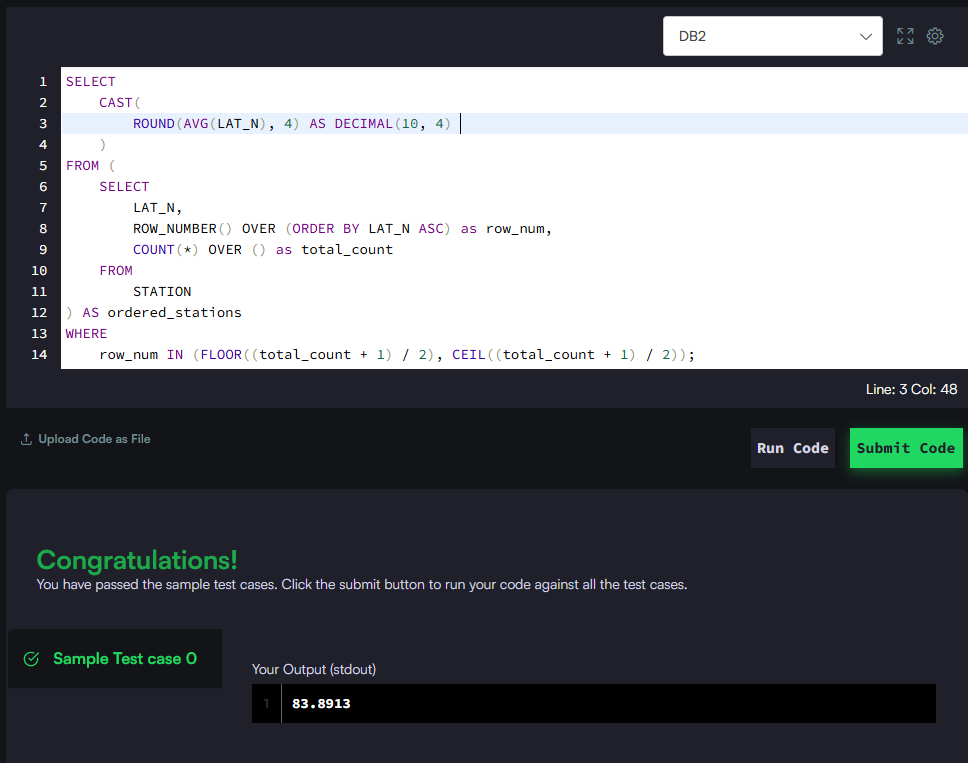 DB2
1 SELECT
2     CAST(
3         ROUND(AVG(LAT_N), 4) AS DECIMAL(10, 4)
4     )
5 FROM (
6     SELECT
7         LAT_N,
8         ROW_NUMBER() OVER (ORDER BY LAT_N ASC) as row_num,
9         COUNT(*) OVER () as total_count
10     FROM
11         STATION
12 ) AS ordered_stations
13 WHERE
14     row_num IN (FLOOR((total_count + 1) / 2), CEIL((total_count + 1) / 2));
Line: 3 Col: 48
Upload Code as File
Run Code
Submit Code
Congratulations!
You have passed the sample test cases. Click the submit button to run your code against all the test cases.
Sample Test case 0
Your Output (stdout)
1 83.8913